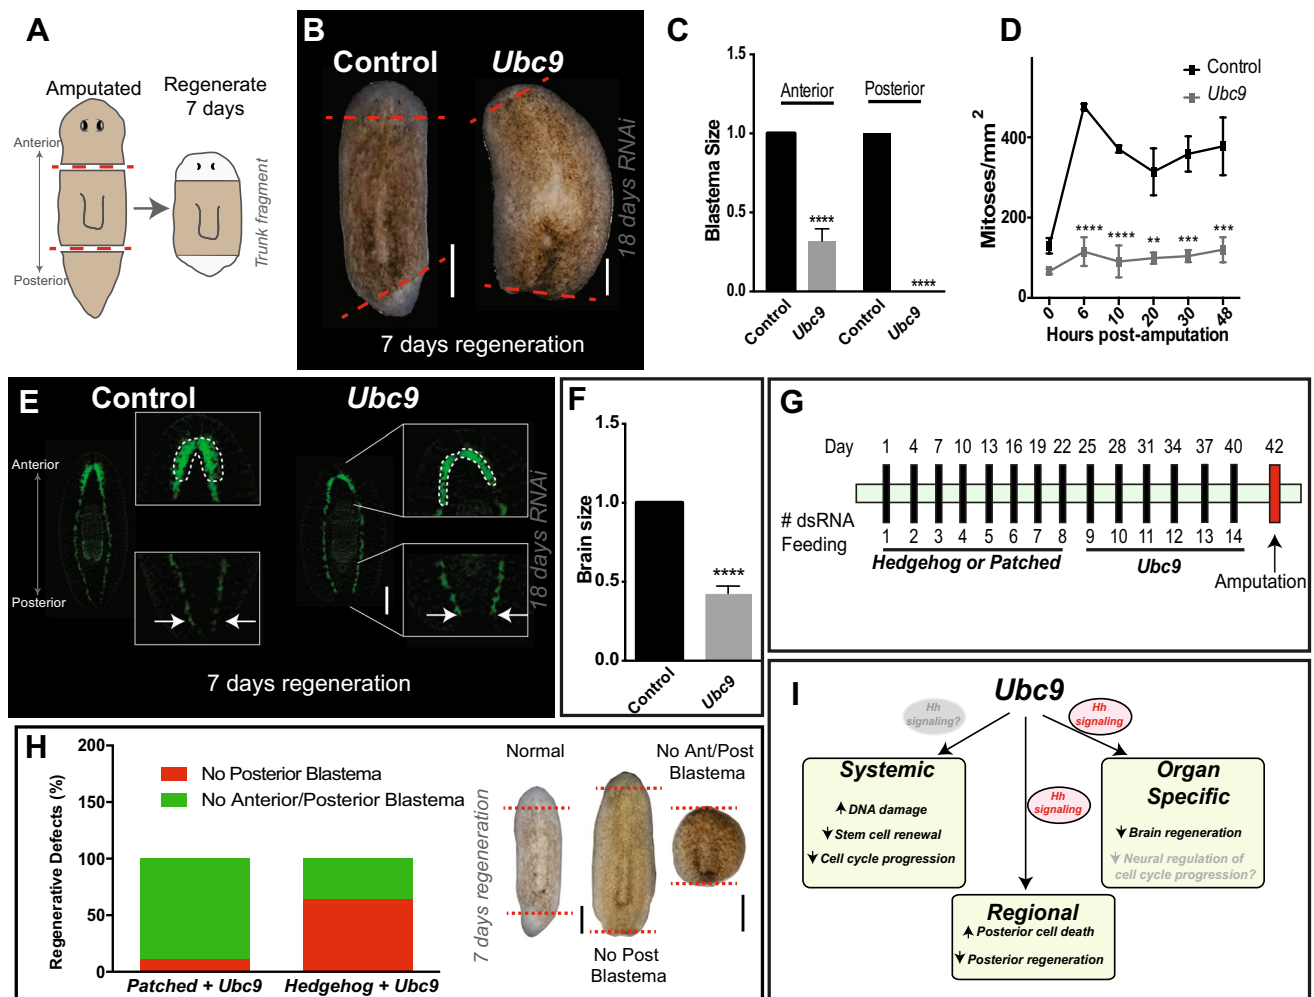 A
Amputated
Regenerate
7 days
Anterior
Posterior
Trunk fragment
B
Control
Ubc9
18 days RNAi
7 days regeneration
C
Blastema Size
1.5
1.0
0.5
0.0
Anterior
Posterior
****
****
Control
Ubc9
Control
Ubc9
D
Control
Ubc9
Mitoses/mm2
400
200
0
**** **** ** *** ***
0 6 10 20 30 48
Hours post-amputation
E
Control
Ubc9
Anterior
Posterior
18 days RNAi
7 days regeneration
F
Brain size
1.5
1.0
0.5
0.0
****
Control
Ubc9
G
Day 1 4 7 10 13 16 19 22 25 28 31 34 37 40 42
# dsRNA
Feeding
1 2 3 4 5 6 7 8 9 10 11 12 13 14
Hedgehog or Patched
Ubc9
Amputation
H
Regenerative Defects (%)
200
150
100
50
0
No Posterior Blastema
No Anterior/Posterior Blastema
Patched + Ubc9
Hedgehog + Ubc9
7 days regeneration
Normal
No Post
Blastema
No Ant/Post
Blastema
I
Ubc9
Hh
signaling?
Hh
signaling
Hh
signaling
Systemic
DNA damage
Stem cell renewal
Cell cycle progression
Organ
Specific
Brain regeneration
Neural regulation of
cell cycle progression?
Regional
Posterior cell death
Posterior regeneration